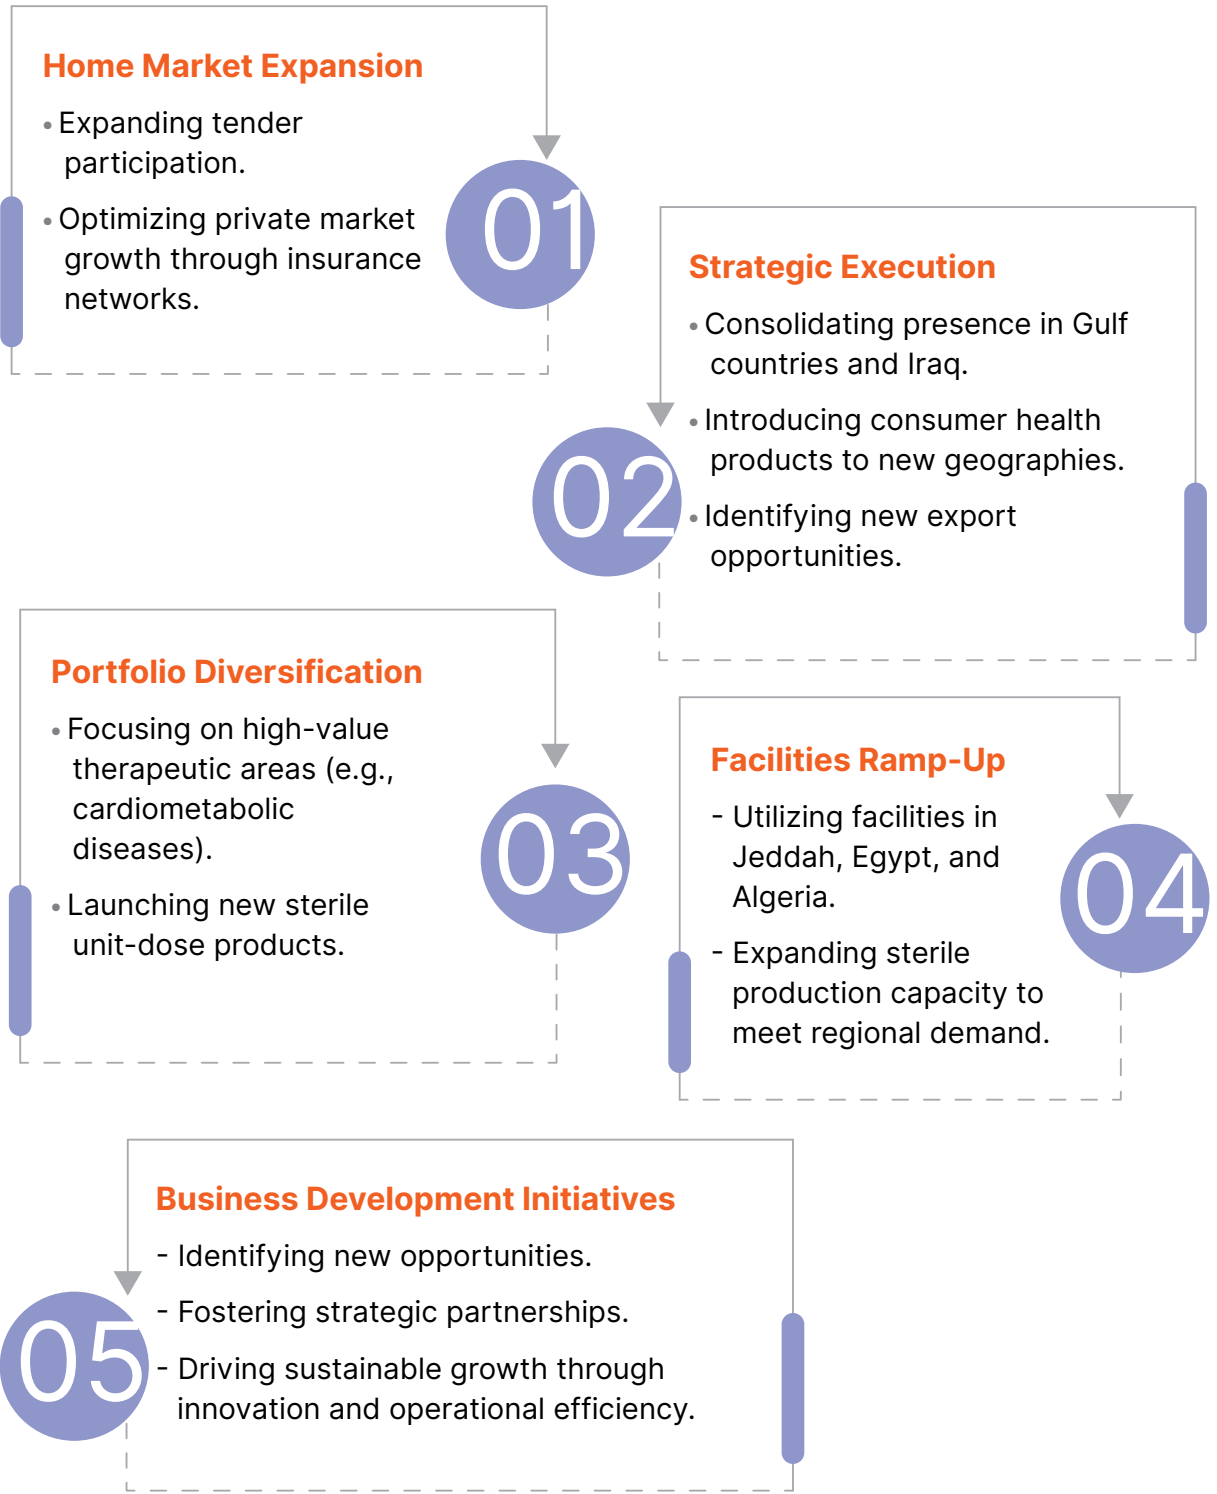 Home Market Expansion
• Expanding tender
participation.
• Optimizing private market
growth through insurance
networks.
01
Strategic Execution
• Consolidating presence in Gulf
countries and Iraq.
• Introducing consumer health
products to new geographies.
• Identifying new export
opportunities.
02
Portfolio Diversification
• Focusing on high-value
therapeutic areas (e.g.,
cardiometabolic
diseases).
• Launching new sterile
unit-dose products.
03
Facilities Ramp-Up
- Utilizing facilities in
Jeddah, Egypt, and
Algeria.
- Expanding sterile
production capacity to
meet regional demand.
04
Business Development Initiatives
- Identifying new opportunities.
- Fostering strategic partnerships.
- Driving sustainable growth through
innovation and operational efficiency.
05